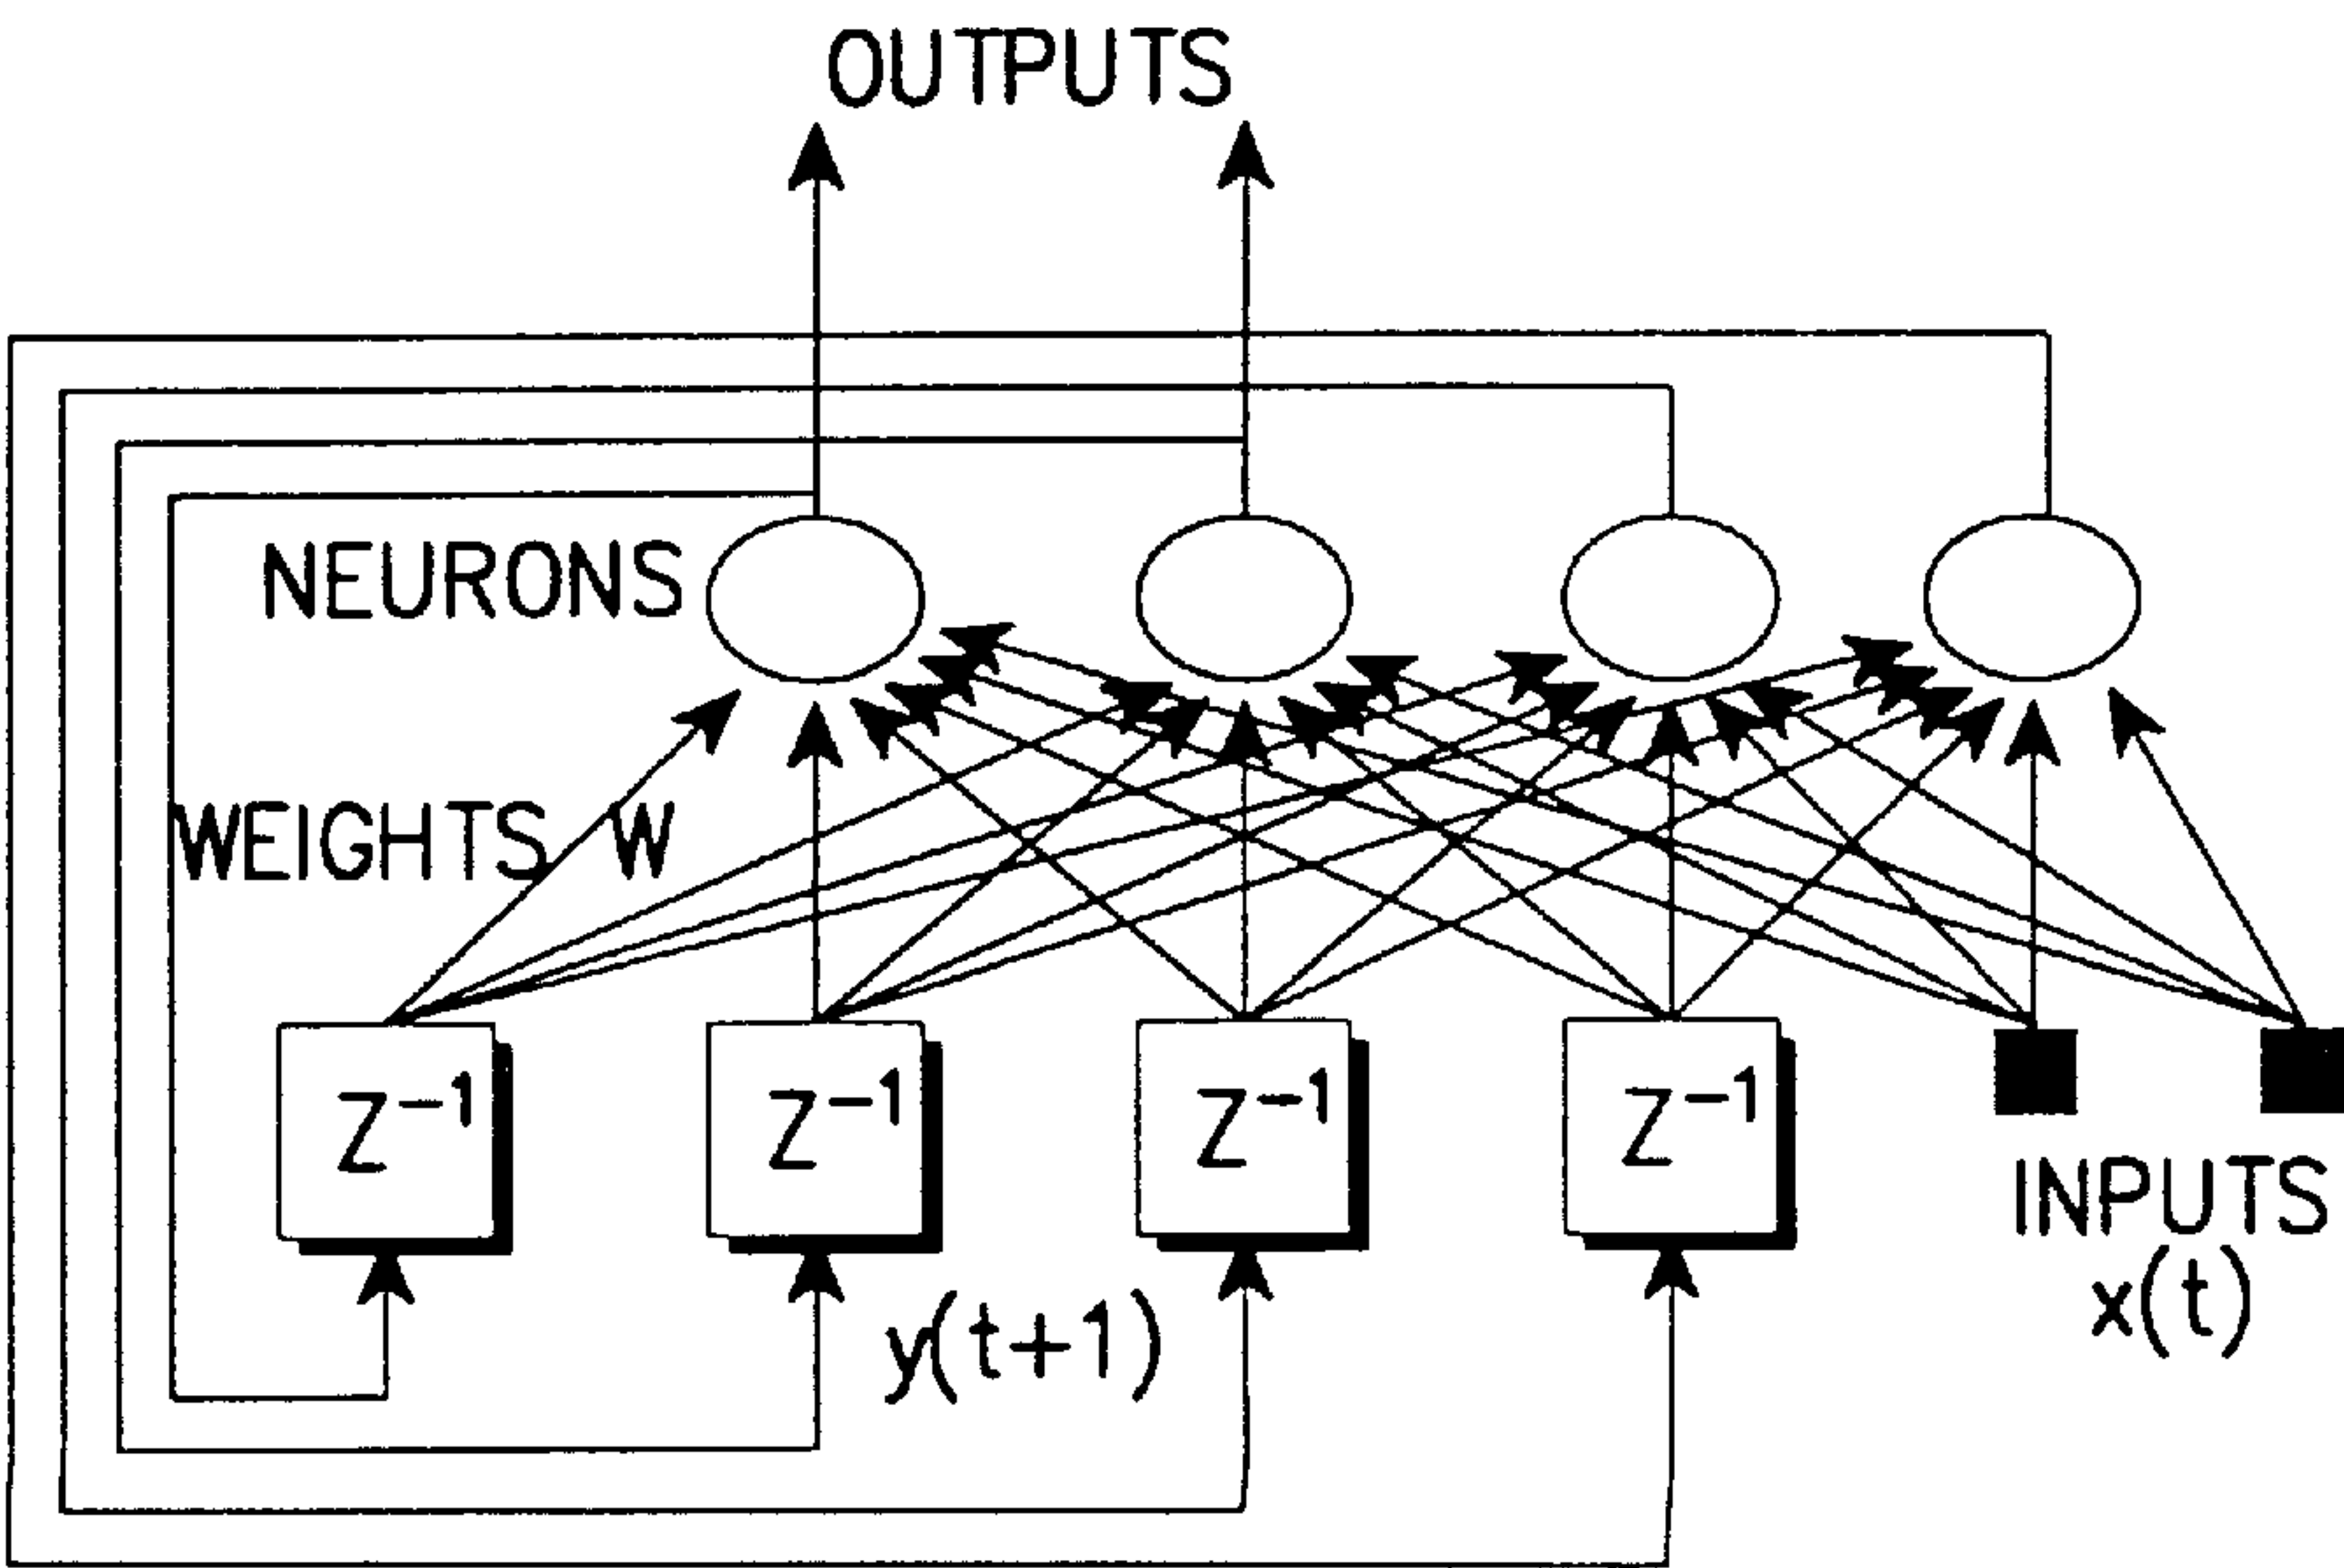 OUTPUTS
NEURONS
WEIGHTS W
Z⁻¹ Z⁻¹ Z⁻¹ Z⁻¹
INPUTS
x(t)
y(t+1)